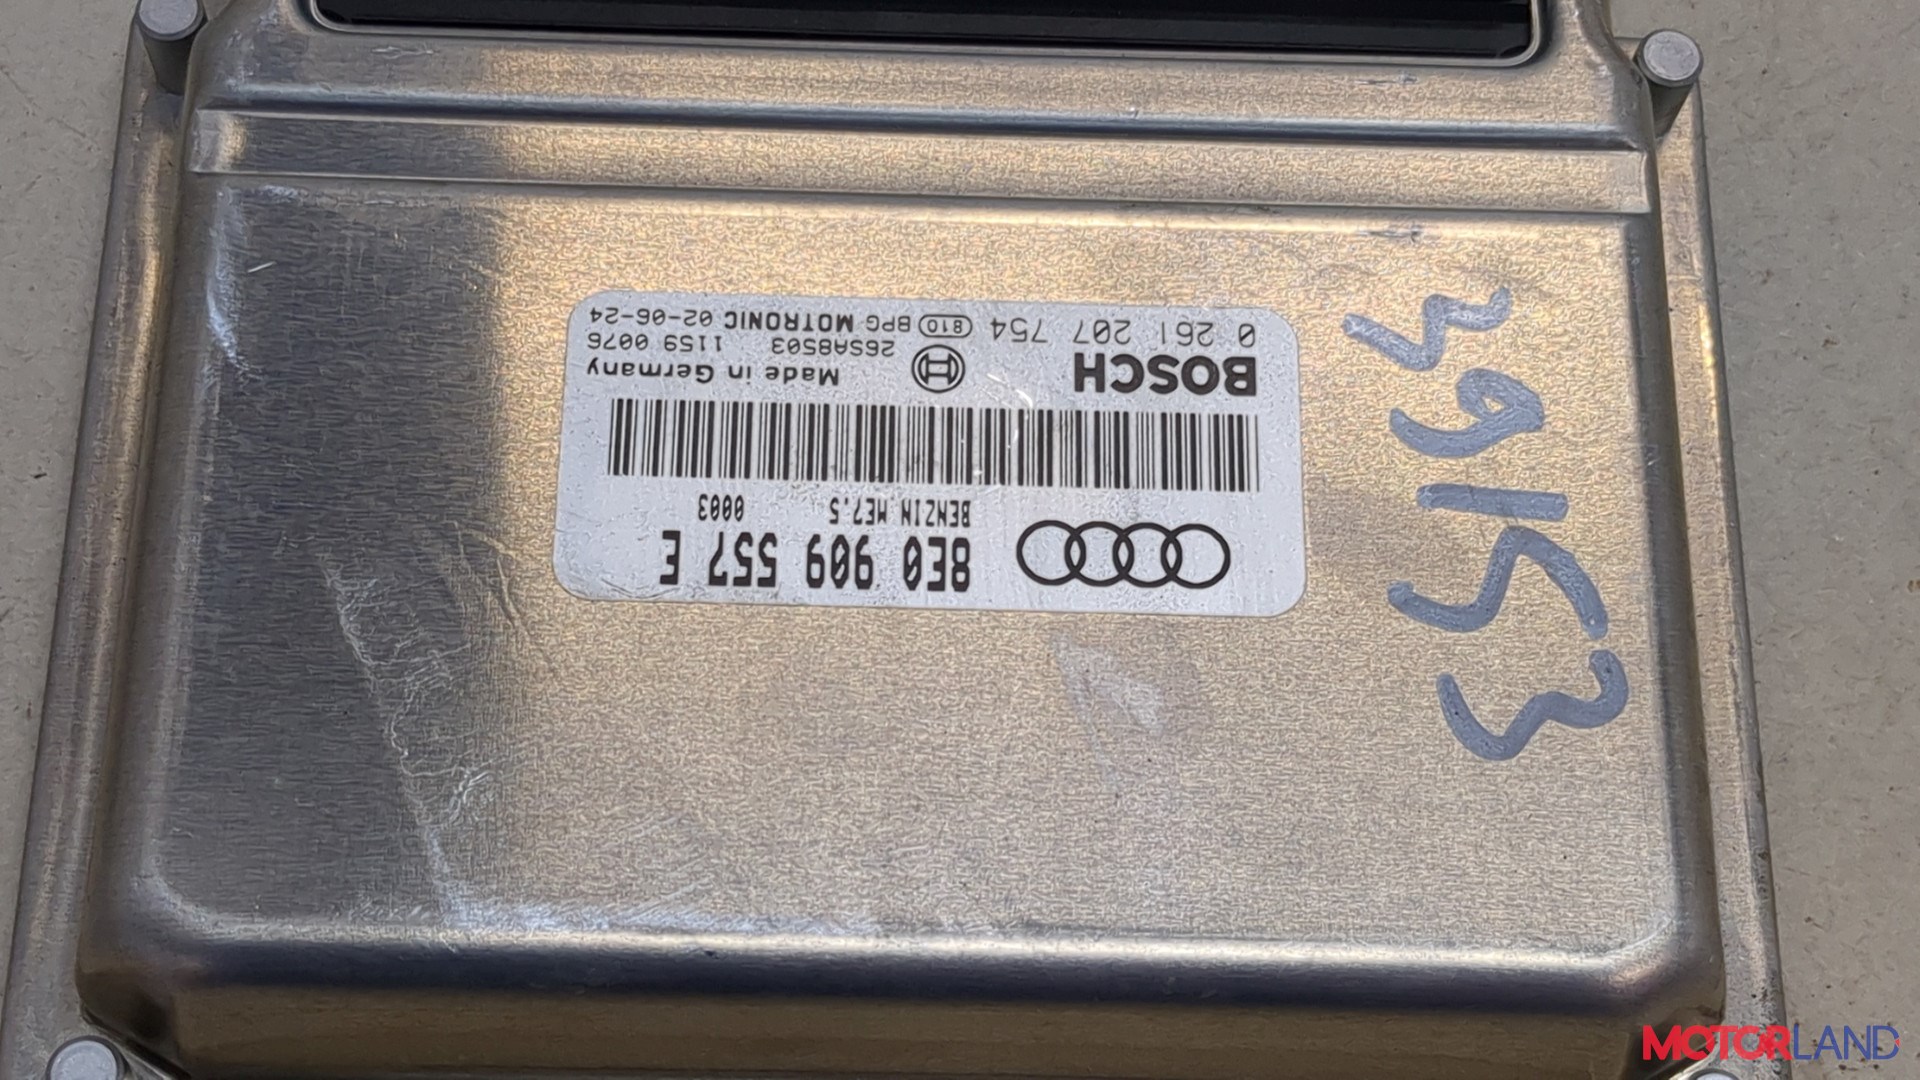 8E0 909 557 E
BENZIN ME7.5 0003
BOSCH Made in Germany
26SA8503 1159 0076
0 261 207 754 810 BPG MOTRONIC 02-06-24
39153
MOTORLAND